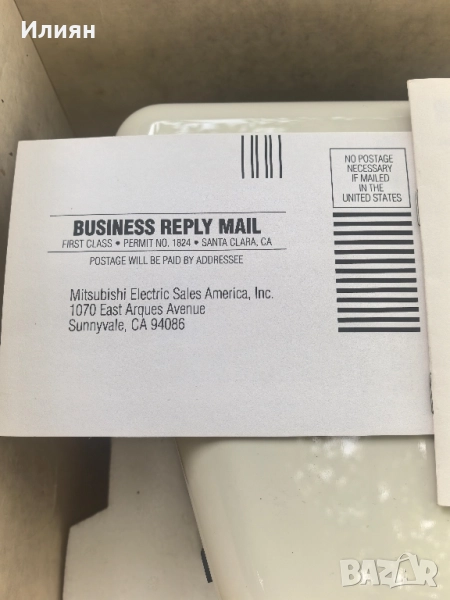 Илиян
NO POSTAGE
NECESSARY
IF MAILED
IN THE
UNITED STATES
BUSINESS REPLY MAIL
FIRST CLASS • PERMIT NO. 1824 • SANTA CLARA, CA
POSTAGE WILL BE PAID BY ADDRESSEE
Mitsubishi Electric Sales America, Inc.
1070 East Arques Avenue
Sunnyvale, CA 94086
BAZAR